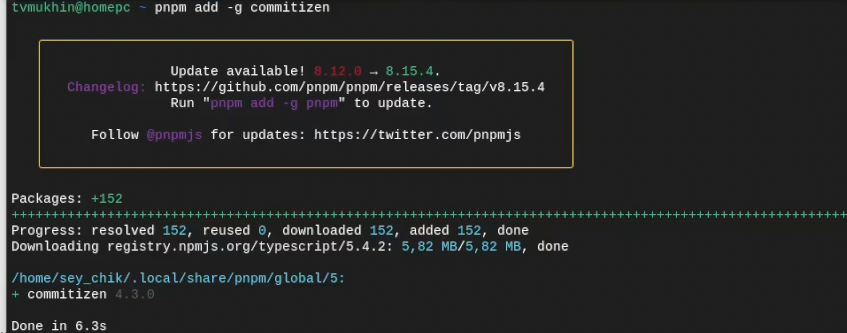 tvmukhin@homepc ~ pnpm add -g commitizen
Update available! 8.12.0 → 8.15.4.
Changelog: https://github.com/pnpm/pnpm/releases/tag/v8.15.4
Run "pnpm add -g pnpm" to update.
Follow @pnpmjs for updates: https://twitter.com/pnpmjs
Packages: +152
++++++++++++++++++++++++++++++++++++++++++++++++++++++++++++++++++++++++++++++++++++++++++++++++++++++++++
Progress: resolved 152, reused 0, downloaded 152, added 152, done
Downloading registry.npmjs.org/typescript/5.4.2: 5,82 MB/5,82 MB, done
/home/sey_chik/.local/share/pnpm/global/5:
+ commitizen 4.3.0
Done in 6.3s